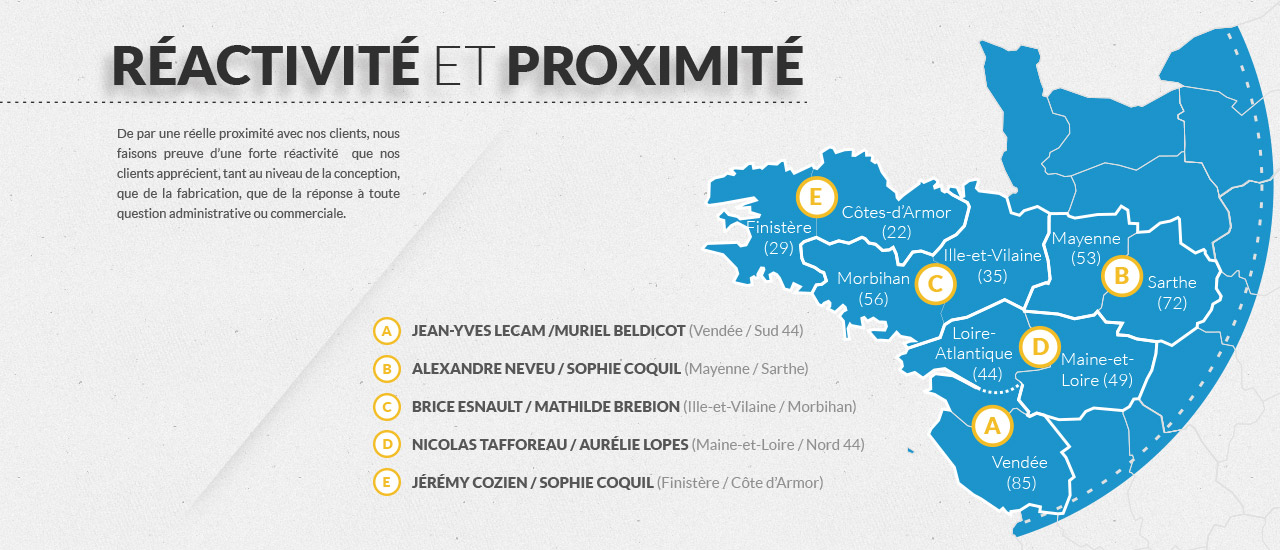 RÉACTIVITÉ ET PROXIMITÉ
De par une réelle proximité avec nos clients, nous
faisons preuve d'une forte réactivité que nos
clients apprécient, tant au niveau de la conception,
que de la fabrication, que de la réponse à toute
question administrative ou commerciale.
A JEAN-YVES LECAM /MURIEL BELDICOT (Vendée / Sud 44)
B ALEXANDRE NEVEU / SOPHIE COQUIL (Mayenne / Sarthe)
C BRICE ESNAULT / MATHILDE BREBION (Ille-et-Vilaine / Morbihan)
D NICOLAS TAFFOREAU / AURÉLIE LOPES (Maine-et-Loire / Nord 44)
E JÉRÉMY COZIEN / SOPHIE COQUIL (Finistère / Côte d'Armor)
E
Finistère
(29)
Côtes-d'Armor
(22)
Morbihan
(56)
C
Ille-et-Vilaine
(35)
Mayenne
(53)
B
Sarthe
(72)
Loire-
Atlantique
(44)
D
Maine-et-
Loire (49)
A
Vendée
(85)